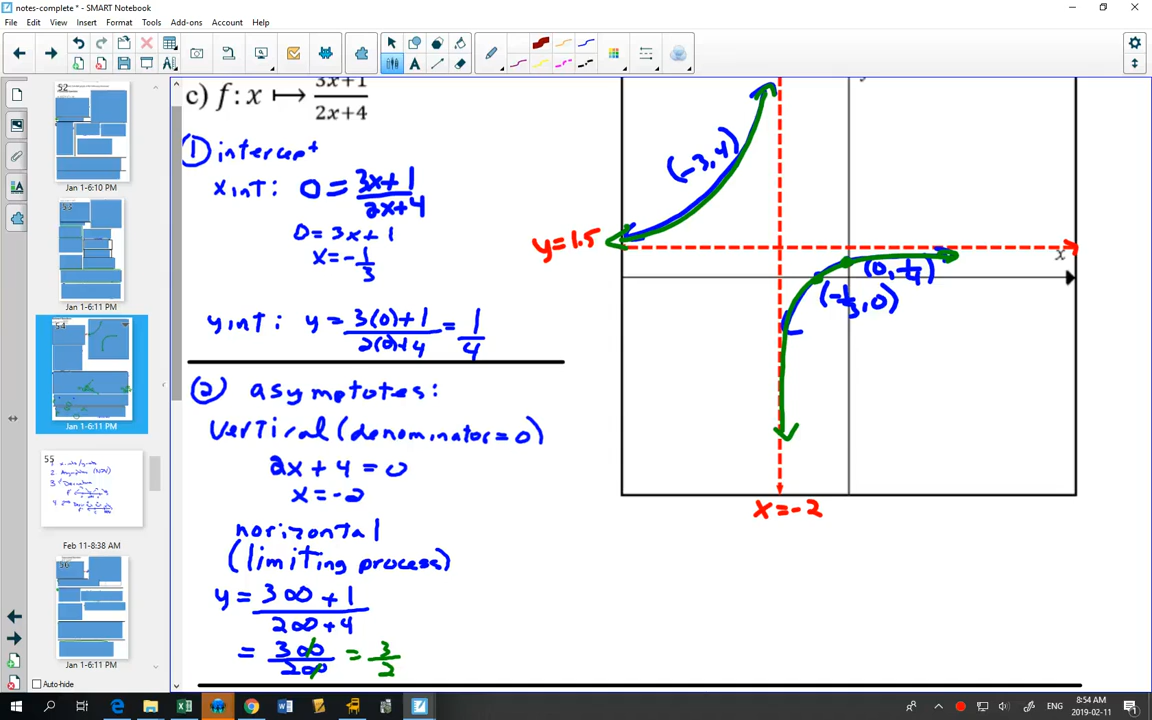 notes-complete * - SMART Notebook
File Edit View Insert Format Tools Add-ons Account Help
52
Jan 1-6:10 PM
53
Jan 1-6:11 PM
54
Jan 1-6:11 PM
55
Feb 11-8:38 AM
56
Jan 1-6:11 PM
Auto-hide
c) f : x ↦ 3x+1
2x+4
① intercept
x int: 0 = 3x+1
2x+4
0 = 3x+1
x = -1/3
y int: y = 3(0)+1 = 1
2(0)+4 4
② asymptotes:
vertical (denominator = 0)
2x + 4 = 0
x = -2
horizontal
(limiting process)
y = 3∞ + 1
2∞ + 4
= 3∞ = 3
2∞ 2
(-3, 4)
y = 1.5
x
(0, 1/4)
(-1/3, 0)
x = -2
ENG
8:54 AM
2019-02-11